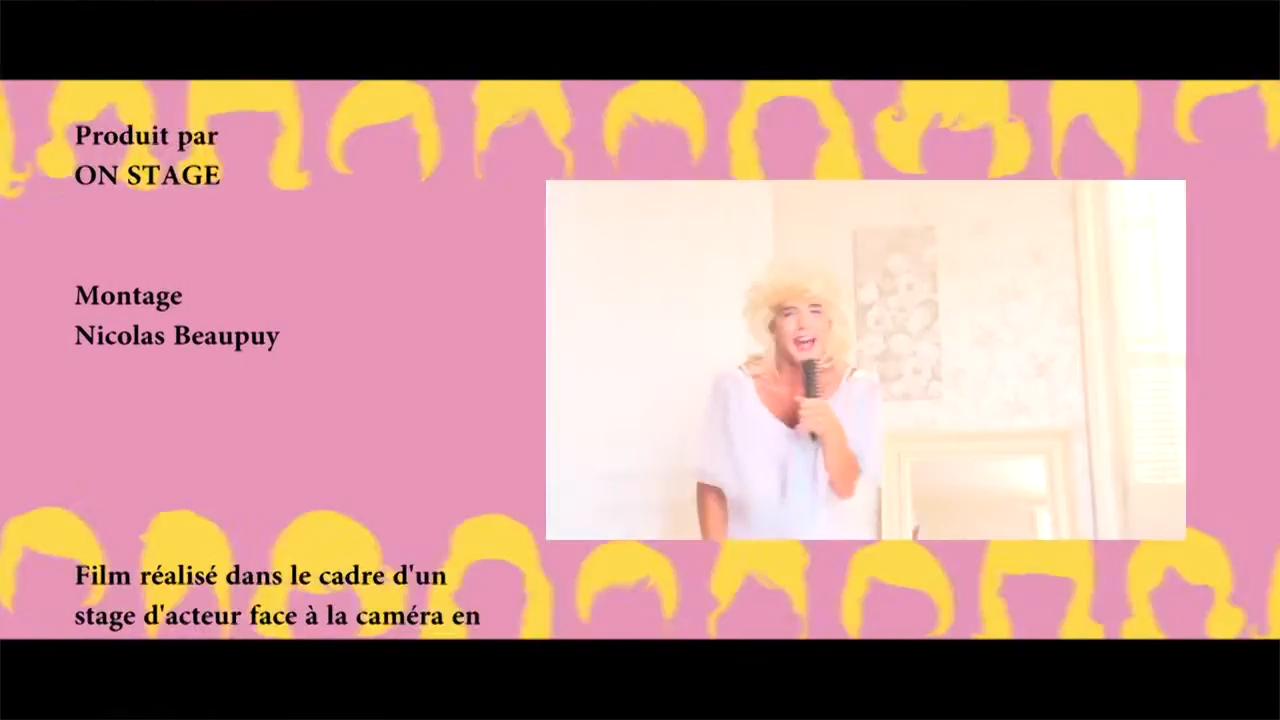 Produit par
ON STAGE
Montage
Nicolas Beaupuy
Film réalisé dans le cadre d'un
stage d'acteur face à la caméra en